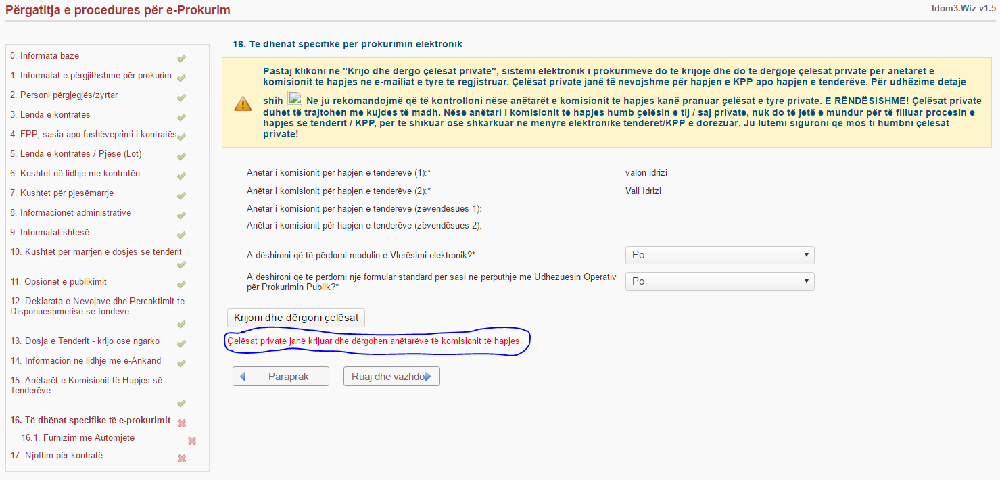 Përgatitja e procedures për e-Prokurim
Idom3.Wiz v1.5
0. Informata bazë
1. Informatat e përgjithshme për prokurim
2. Personi përgjegjës/zyrtar
3. Lënda e kontratës
4. FPP, sasia apo fushëveprimi i kontratës
5. Lënda e kontratës / Pjesë (Lot)
6. Kushtet në lidhje me kontratën
7. Kushtet për pjesëmarrje
8. Informacionet administrative
9. Informatat shtesë
10. Kushtet për marrjen e dosjes së tenderit
11. Opsionet e publikimit
12. Deklarata e Nevojave dhe Percaktimit te
Disponueshmerise se fondeve
13. Dosja e Tenderit - krijo ose ngarko
14. Informacion në lidhje me e-Ankand
15. Anëtarët e Komisionit të Hapjes së
Tenderëve
16. Të dhënat specifike të e-prokurimit
16.1. Furnizim me Automjete
17. Njoftim për kontratë
16. Të dhënat specifike për prokurimin elektronik
Pastaj klikoni në "Krijo dhe dërgo çelësat private", sistemi elektronik i prokurimeve do të krijojë dhe do të dërgojë çelësat private për anëtarët e
komisionit te hapjes ne e-mailiat e tyre te regjistruar. Çelësat private janë të nevojshme për hapjen e KPP apo hapjen e tenderëve. Për udhëzime detaje
shih Ne ju rekomandojmë që të kontrolloni nëse anëtarët e komisionit te hapjes kanë pranuar çelësat e tyre private. E RËNDËSISHME! Çelësat private
duhet të trajtohen me kujdes të madh. Nëse anëtari i komisionit te hapjes humb çelësin e tij / saj private, nuk do të jetë e mundur për të filluar procesin e
hapjes së tenderit / KPP, për te shikuar ose shkarkuar ne mënyre elektronike tenderët/KPP e dorëzuar. Ju lutemi siguroni qe mos ti humbni çelësat
private!
Anëtar i komisionit për hapjen e tenderëve (1):*
valon idrizi
Anëtar i komisionit për hapjen e tenderëve (2):*
Vali Idrizi
Anëtar i komisionit për hapjen e tenderëve (zëvendësues 1):
Anëtar i komisionit për hapjen e tenderëve (zëvendësues 2):
A dëshironi që të përdorni modulin e-Vlerësimi elektronik?*
Po
A dëshironi që të përdorni një formular standard për sasi në përputhje me Udhëzuesin Operativ
për Prokurimin Publik?*
Po
Krijoni dhe dërgoni çelësat
Çelësat private janë krijuar dhe dërgohen anëtarëve të komisionit të hapjes.
Paraprak
Ruaj dhe vazhdo